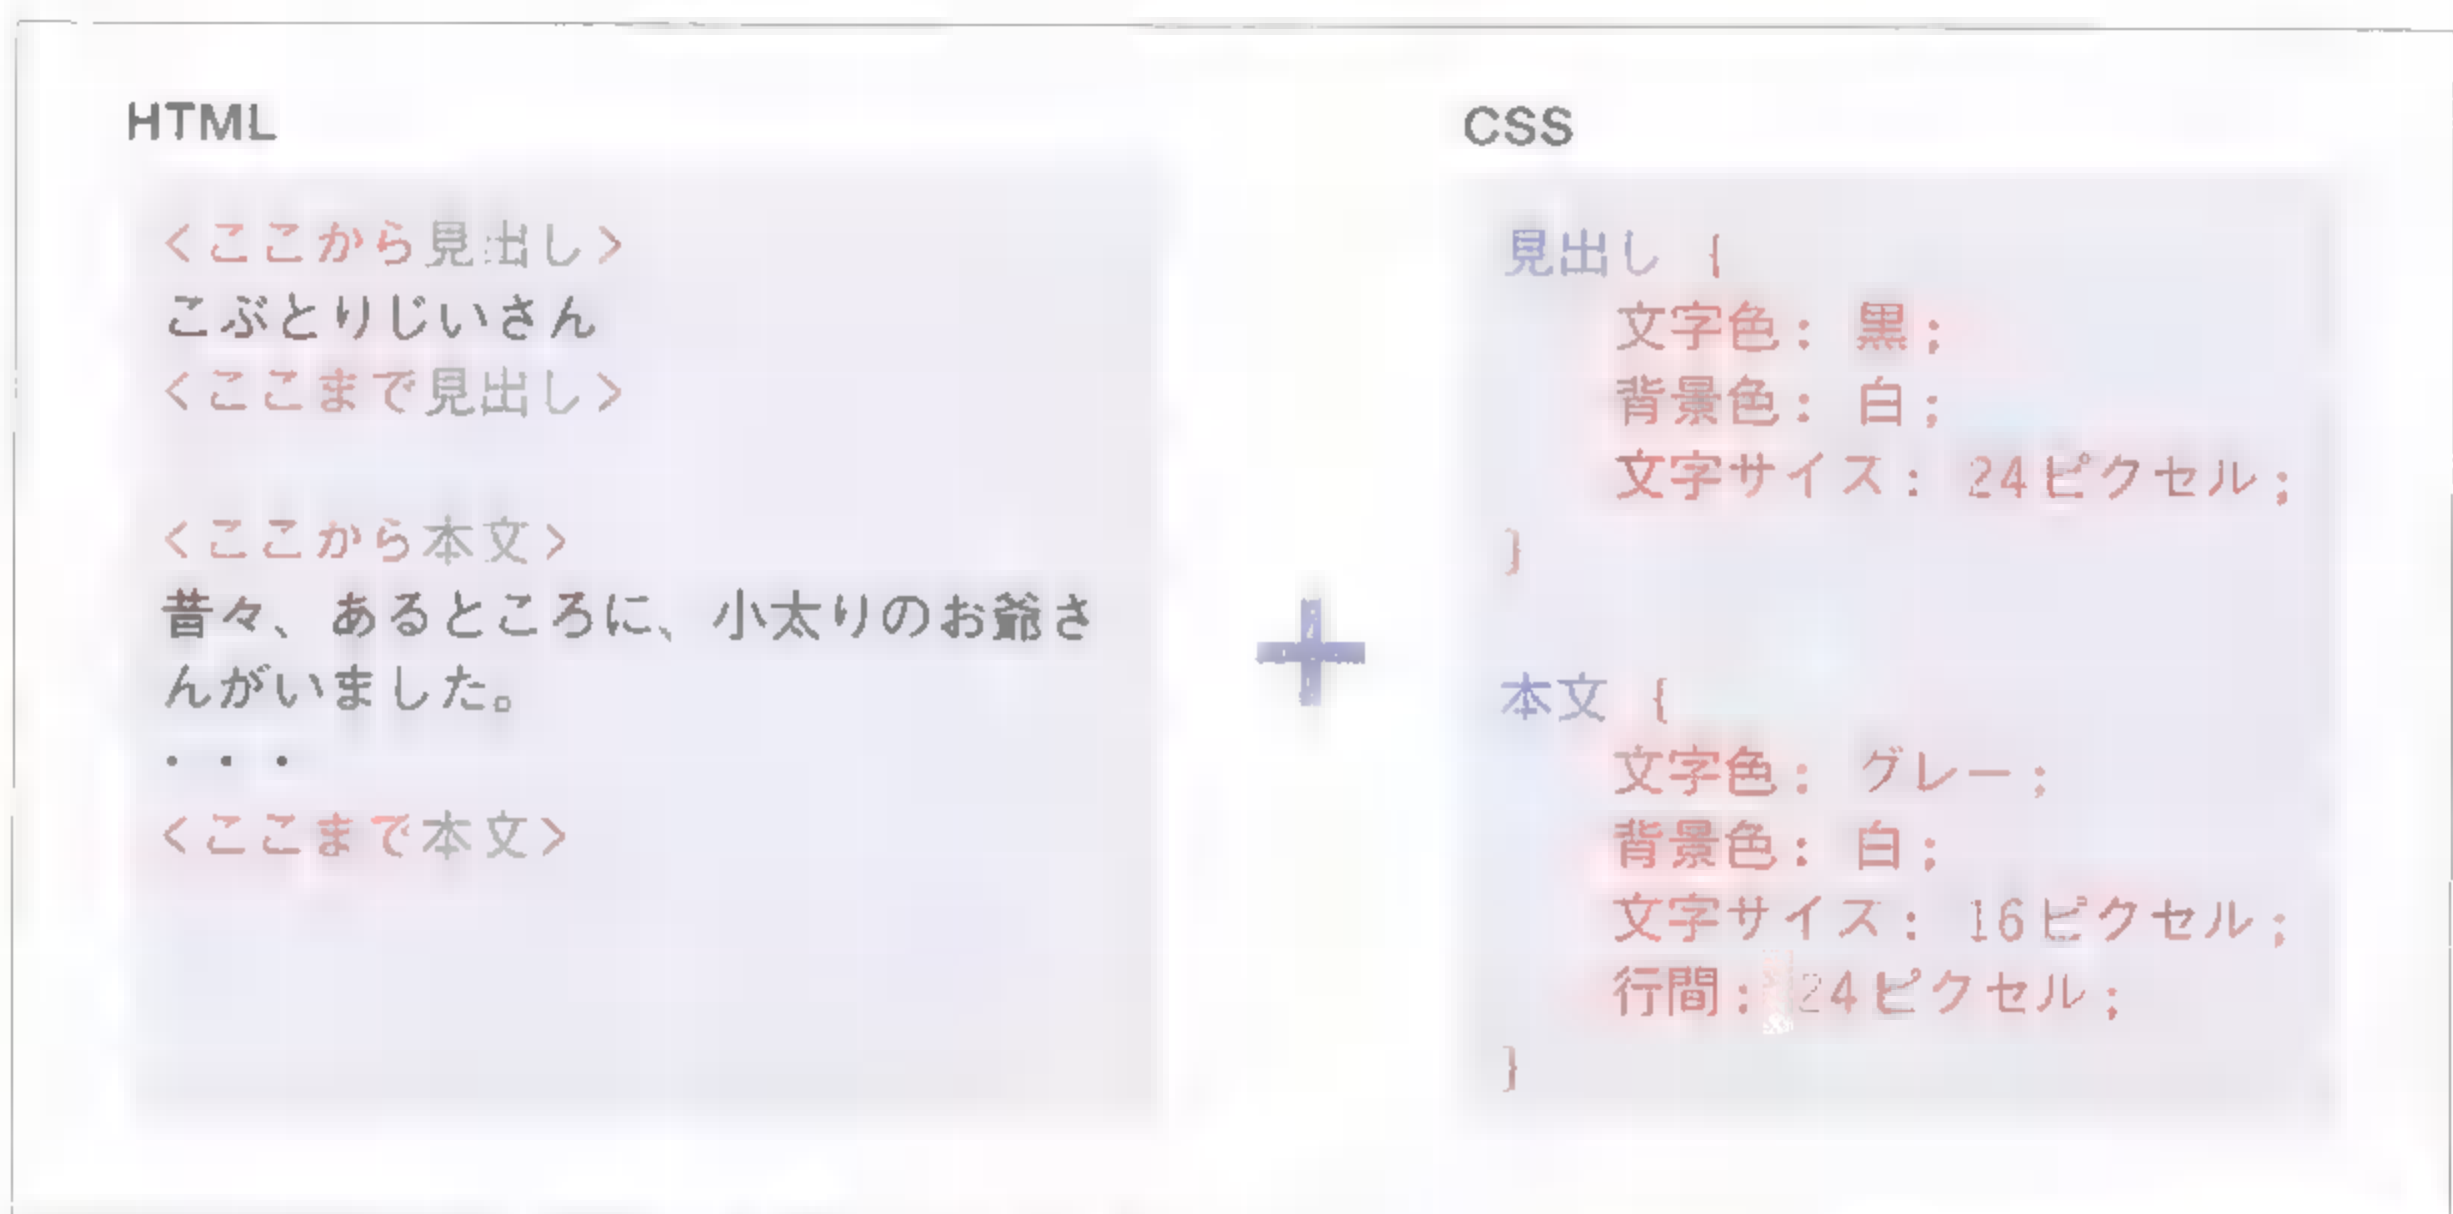 HTML
<ここから見出し>
こぶとりじいさん
<ここまで見出し>
<ここから本文>
昔々、あるところに、小太りのお爺さ
んがいました。
・・・
<ここまで本文>
+
CSS
見出し {
文字色: 黒;
背景色: 白;
文字サイズ: 24ピクセル;
}
本文 {
文字色: グレー;
背景色: 白;
文字サイズ: 16ピクセル;
行間: 24ピクセル;
}